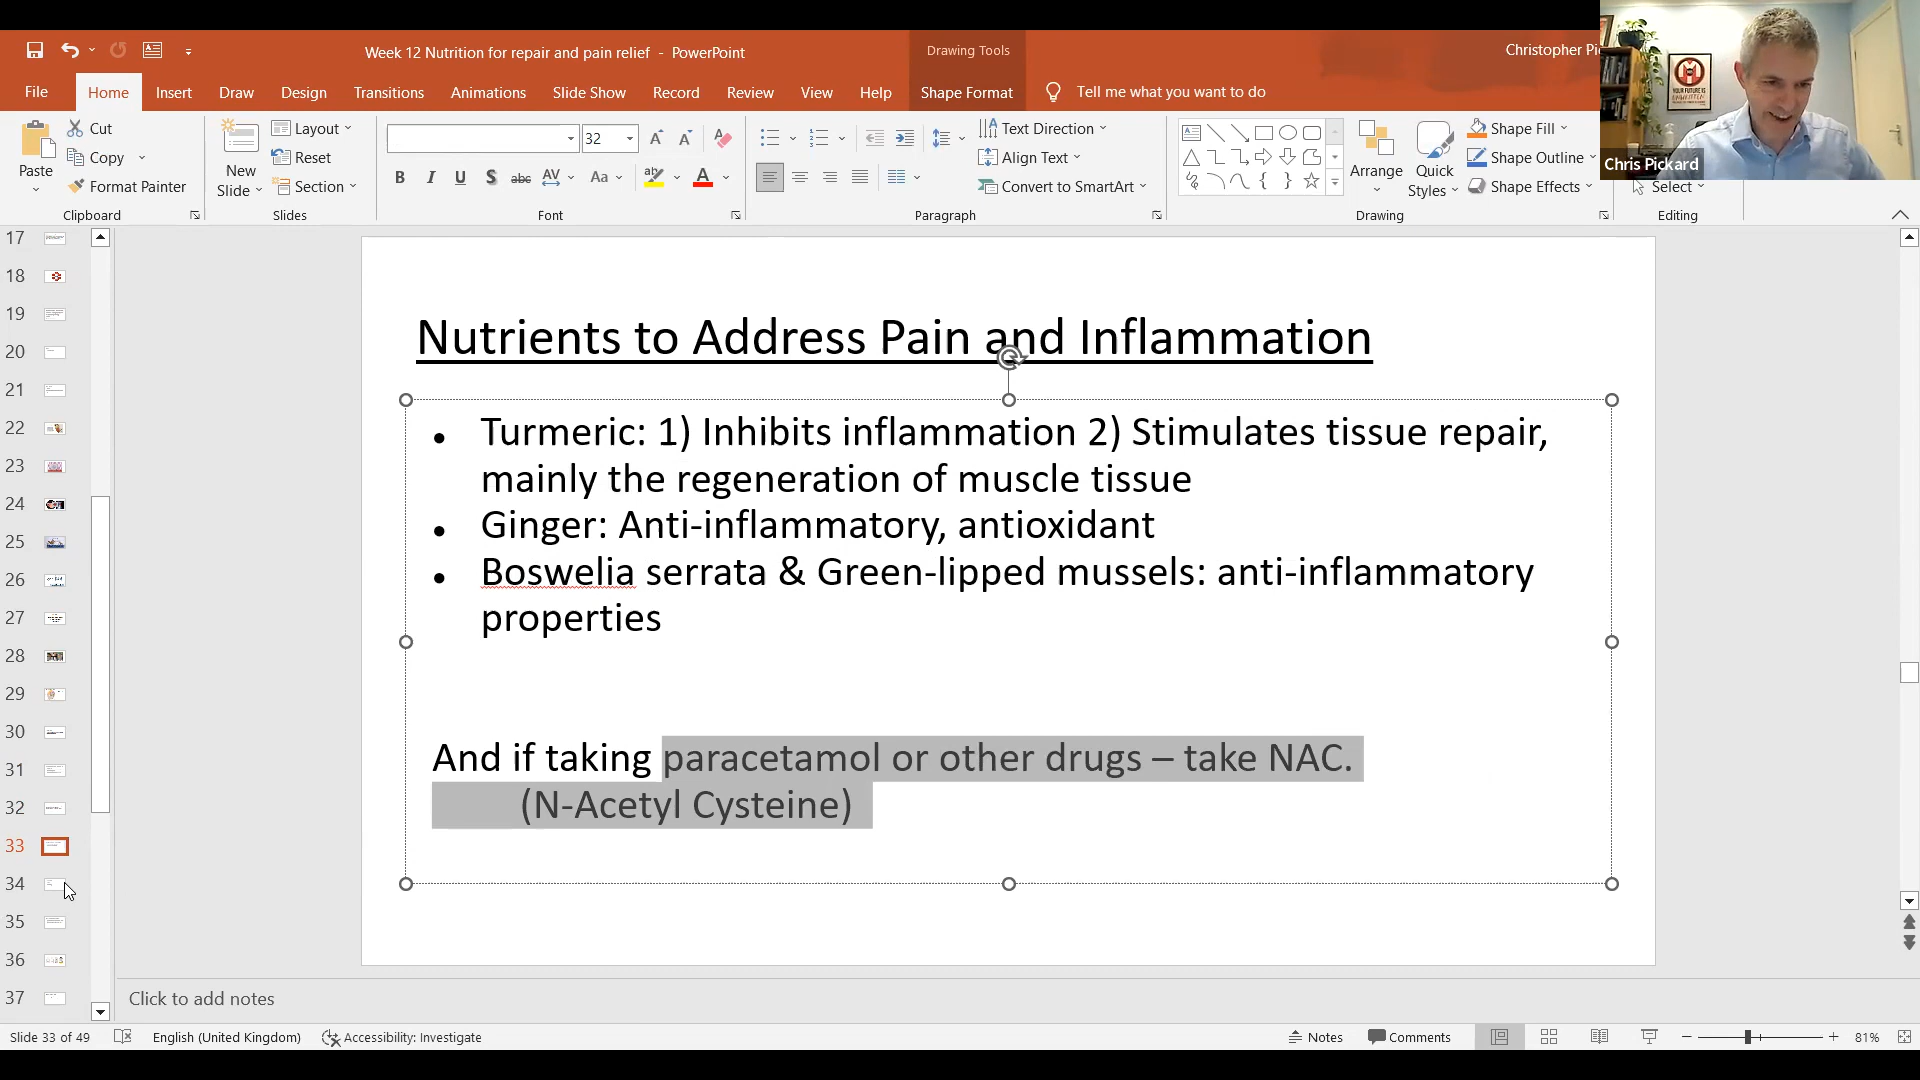 Week 12 Nutrition for repair and pain relief - PowerPoint
Drawing Tools
Christopher Pi
File Home Insert Draw Design Transitions Animations Slide Show Record Review View Help Shape Format Tell me what you want to do
Paste
Cut
Copy
Format Painter
Clipboard
New
Slide
Layout
Reset
Section
Slides
32
B I U S abc AV Aa ab A
Font
Text Direction
Align Text
Convert to SmartArt
Paragraph
Arrange
Quick
Styles
Shape Fill
Shape Outline
Shape Effects
Drawing
Select
Editing
Chris Pickard
17
18
19
20
21
22
23
24
25
26
27
28
29
30
31
32
33
34
35
36
37
Nutrients to Address Pain and Inflammation
• Turmeric: 1) Inhibits inflammation 2) Stimulates tissue repair,
mainly the regeneration of muscle tissue
• Ginger: Anti-inflammatory, antioxidant
• Boswelia serrata & Green-lipped mussels: anti-inflammatory
properties
And if taking paracetamol or other drugs – take NAC.
(N-Acetyl Cysteine)
Click to add notes
Slide 33 of 49 English (United Kingdom) Accessibility: Investigate Notes Comments 81%